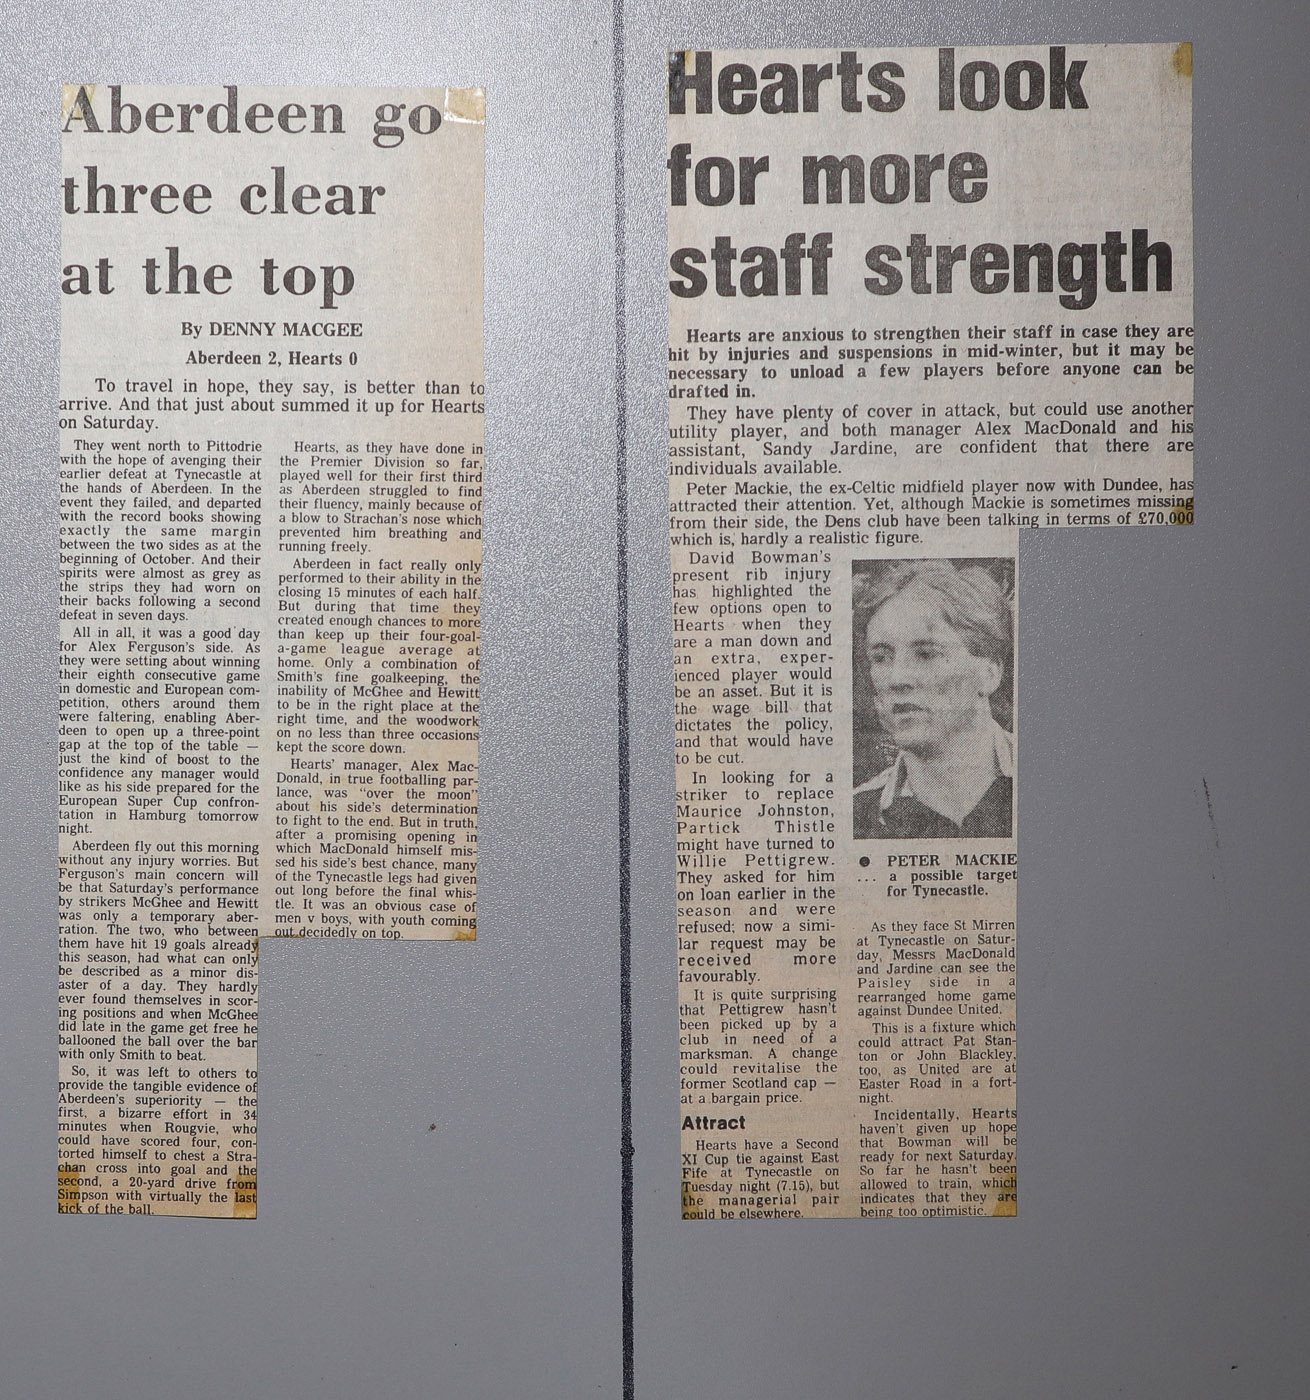 Aberdeen go
three clear
at the top
By DENNY MACGEE
Aberdeen 2, Hearts 0
To travel in hope, they say, is better than to
arrive. And that just about summed it up for Hearts
on Saturday.
They went north to Pittodrie
with the hope of avenging their
earlier defeat at Tynecastle at
the hands of Aberdeen. In the
event they failed, and departed
with the record books showing
exactly the same margin
between the two sides as at the
beginning of October. And their
spirits were almost as grey as
the strips they had worn on
their backs following a second
defeat in seven days.
All in all, it was a good day
for Alex Ferguson's side. As
they were setting about winning
their eighth consecutive game
in domestic and European com-
petition, others around them
were faltering, enabling Aber-
deen to open up a three-point
gap at the top of the table —
just the kind of boost to the
confidence any manager would
like as his side prepared for the
European Super Cup confron-
tation in Hamburg tomorrow
night.
Aberdeen fly out this morning
without any injury worries. But
Ferguson's main concern will
be that Saturday's performance
by strikers McGhee and Hewitt
was only a temporary aber-
ration. The two, who between
them have hit 19 goals already
this season, had what can only
be described as a minor dis-
aster of a day. They hardly
ever found themselves in scor-
ing positions and when McGhee
did late in the game get free he
ballooned the ball over the bar
with only Smith to beat.
So, it was left to others to
provide the tangible evidence of
Aberdeen's superiority — the
first, a bizarre effort in 34
minutes when Rougvie, who
could have scored four, con-
torted himself to chest a Stra-
chan cross into goal and the
second, a 20-yard drive from
Simpson with virtually the last
kick of the ball.
Hearts, as they have done in
the Premier Division so far,
played well for their first third
as Aberdeen struggled to find
their fluency, mainly because of
a blow to Strachan's nose which
prevented him breathing and
running freely.
Aberdeen in fact really only
performed to their ability in the
closing 15 minutes of each half.
But during that time they
created enough chances to more
than keep up their four-goal-
a-game league average at
home. Only a combination of
Smith's fine goalkeeping, the
inability of McGhee and Hewitt
to be in the right place at the
right time, and the woodwork
on no less than three occasions
kept the score down.
Hearts' manager, Alex Mac-
Donald, in true footballing par-
lance, was "over the moon"
about his side's determination
to fight to the end. But in truth,
after a promising opening in
which MacDonald himself mis-
sed his side's best chance, many
of the Tynecastle legs had given
out long before the final whis-
tle. It was an obvious case of
men v boys, with youth coming
out decidedly on top.
Hearts look
for more
staff strength
Hearts are anxious to strengthen their staff in case they are
hit by injuries and suspensions in mid-winter, but it may be
necessary to unload a few players before anyone can be
drafted in.
They have plenty of cover in attack, but could use another
utility player, and both manager Alex MacDonald and his
assistant, Sandy Jardine, are confident that there are
individuals available.
Peter Mackie, the ex-Celtic midfield player now with Dundee, has
attracted their attention. Yet, although Mackie is sometimes missing
from their side, the Dens club have been talking in terms of £70,000
which is, hardly a realistic figure.
David Bowman's
present rib injury
has highlighted the
few options open to
Hearts when they
are a man down and
an extra, exper-
ienced player would
be an asset. But it is
the wage bill that
dictates the policy,
and that would have
to be cut.
In looking for a
striker to replace
Maurice Johnston,
Partick Thistle
might have turned to
Willie Pettigrew.
They asked for him
on loan earlier in the
season and were
refused; now a simi-
lar request may be
received more
favourably.
It is quite surprising
that Pettigrew hasn't
been picked up by a
club in need of a
marksman. A change
could revitalise the
former Scotland cap —
at a bargain price.
Attract
Hearts have a Second
XI Cup tie against East
Fife at Tynecastle on
Tuesday night (7.15), but
the managerial pair
could be elsewhere.
● PETER MACKIE
... a possible target
for Tynecastle.
As they face St Mirren
at Tynecastle on Satur-
day, Messrs MacDonald
and Jardine can see the
Paisley side in a
rearranged home game
against Dundee United.
This is a fixture which
could attract Pat Stan-
ton or John Blackley,
too, as United are at
Easter Road in a fort-
night.
Incidentally, Hearts
haven't given up hope
that Bowman will be
ready for next Saturday.
So far he hasn't been
allowed to train, which
indicates that they are
being too optimistic.